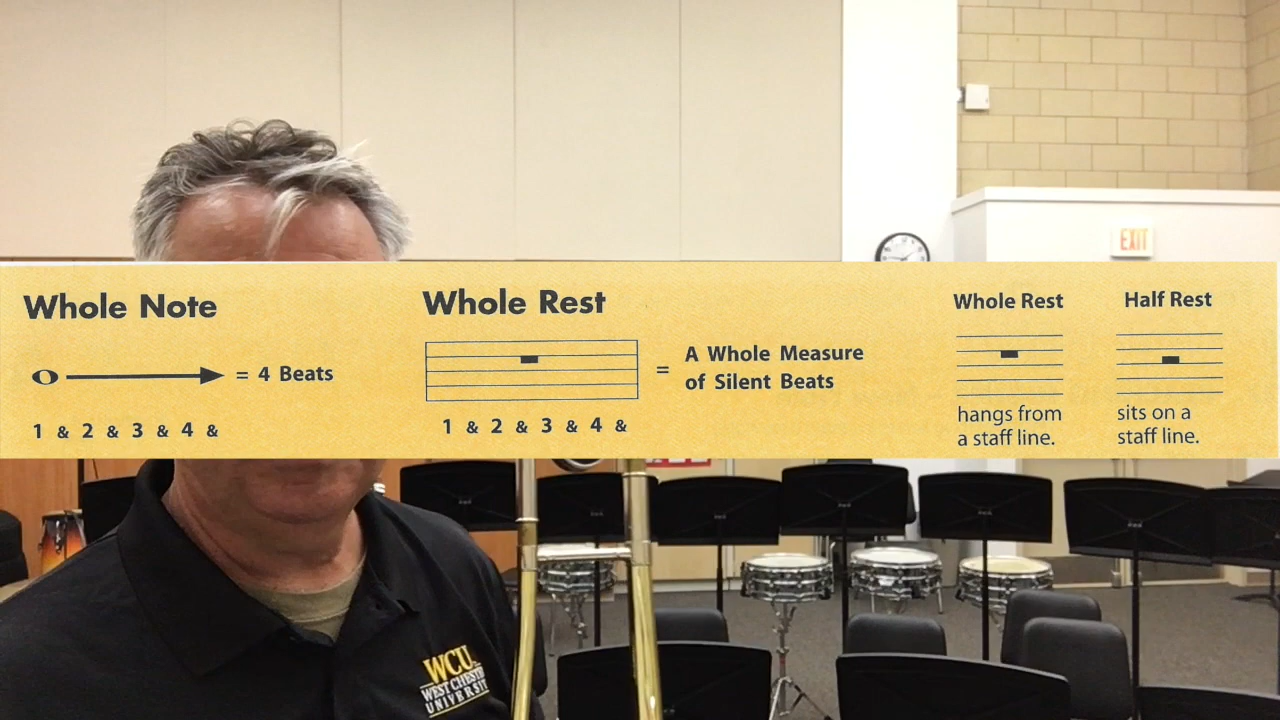 EXIT
Whole Note
= 4 Beats
1 & 2 & 3 & 4 &
Whole Rest
= A Whole Measure
of Silent Beats
1 & 2 & 3 & 4 &
Whole Rest
hangs from
a staff line.
Half Rest
sits on a
staff line.
WCU
WEST CHESTER
UNIVERSITY